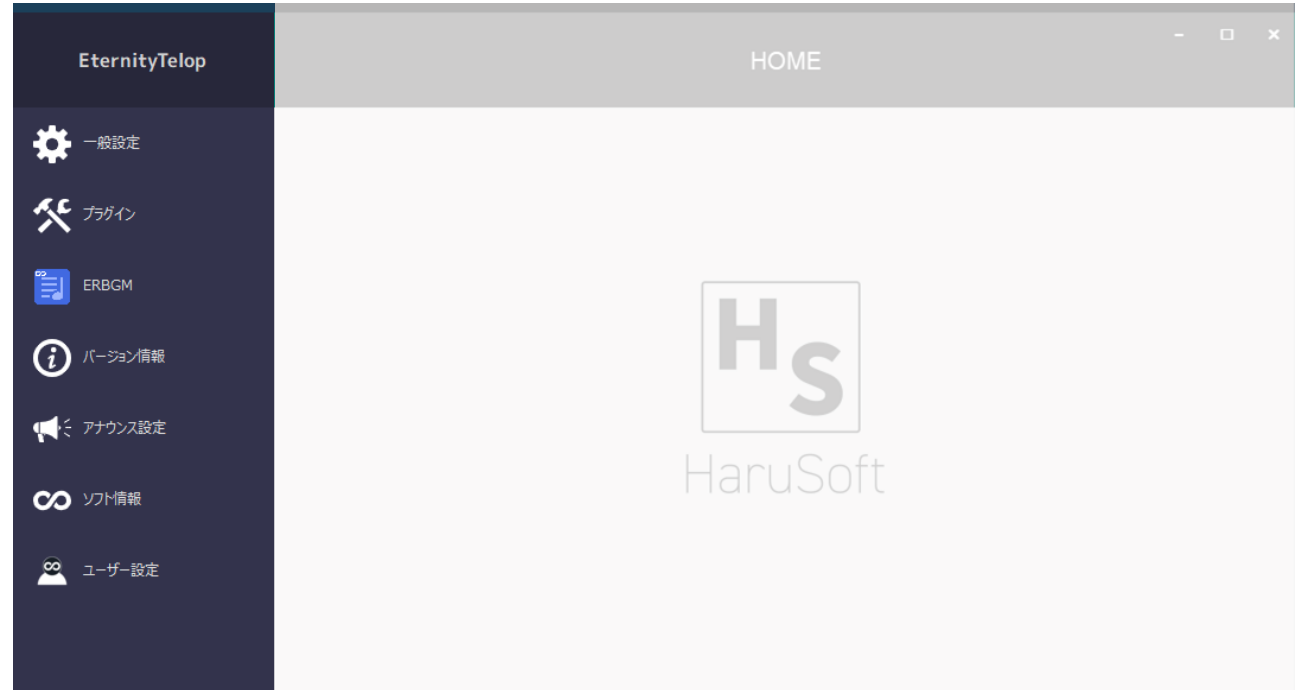 EternityTelop
HOME
一般設定
プラグイン
ERBGM
バージョン情報
アナウンス設定
ソフト情報
ユーザー設定
HS
HaruSoft